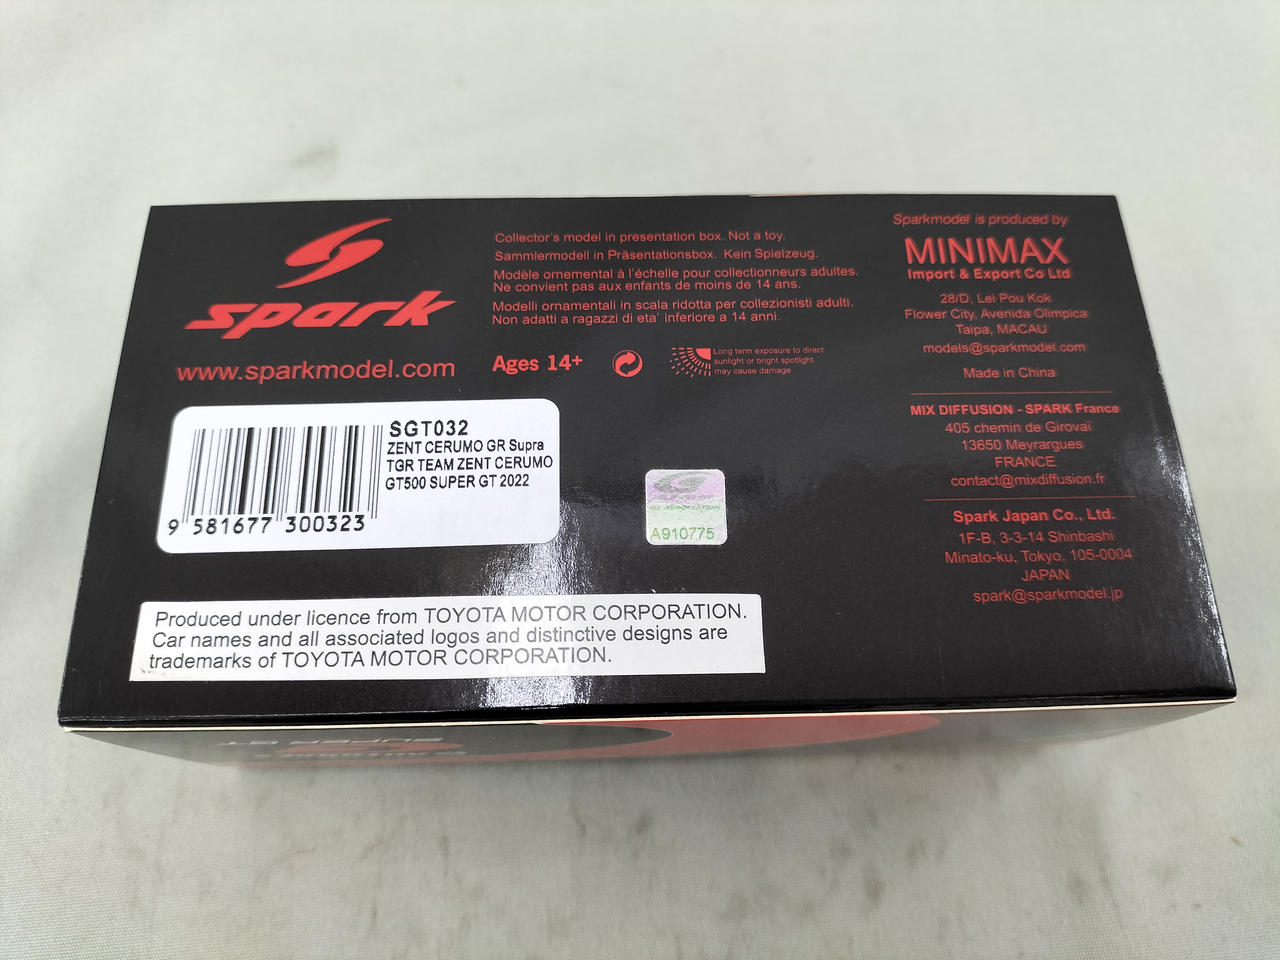 spark
www.sparkmodel.com
Collector's model in presentation box. Not a toy.
Sammlermodell in Präsentationsbox. Kein Spielzeug.
Modèle ornemental à l'échelle pour collectionneurs adultes.
Ne convient pas aux enfants de moins de 14 ans.
Modelli ornamentali in scala ridotta per collezionisti adulti.
Non adatti a ragazzi di eta' inferiore a 14 anni.
Ages 14+
Long term exposure to direct
sunlight or bright spotlight
may cause damage
Sparkmodel is produced by
MINIMAX
Import & Export Co Ltd
28/D, Lei Pou Kok
Flower City, Avenida Olimpica
Taipa, MACAU
models@sparkmodel.com
Made in China
MIX DIFFUSION - SPARK France
405 chemin de Girovai
13650 Meyrargues
FRANCE
contact@mixdiffusion.fr
Spark Japan Co., Ltd.
1F-B, 3-3-14 Shinbashi
Minato-ku, Tokyo, 105-0004
JAPAN
spark@sparkmodel.jp
SGT032
ZENT CERUMO GR Supra
TGR TEAM ZENT CERUMO
GT500 SUPER GT 2022
9 581677 300323
A910775
Produced under licence from TOYOTA MOTOR CORPORATION.
Car names and all associated logos and distinctive designs are
trademarks of TOYOTA MOTOR CORPORATION.
SUPER GT